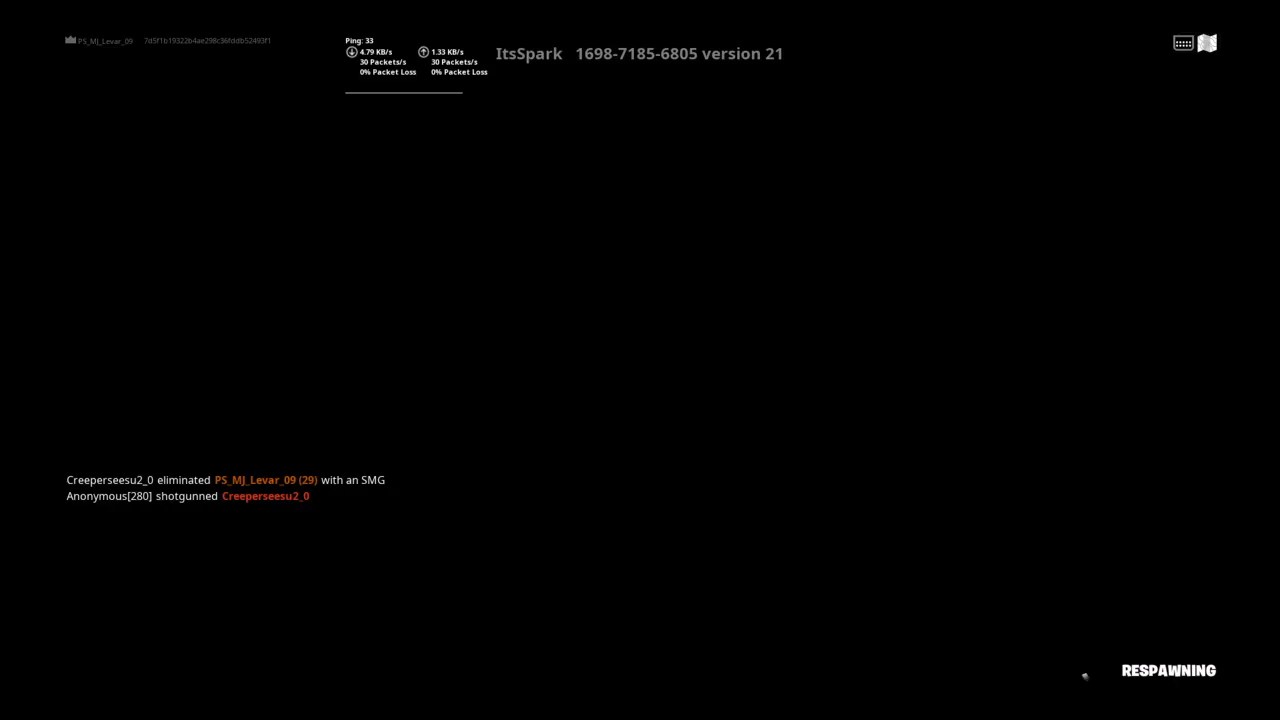 PS_MJ_Levar_09
Ping: 33
4.79 KB/s 1.33 KB/s
30 Packets/s 30 Packets/s
0% Packet Loss 0% Packet Loss
ItsSpark 1698-7185-6805 version 21
Creeperseesu2_0 eliminated PS_MJ_Levar_09 (29) with an SMG
Anonymous[280] shotgunned Creeperseesu2_0
RESPAWNING